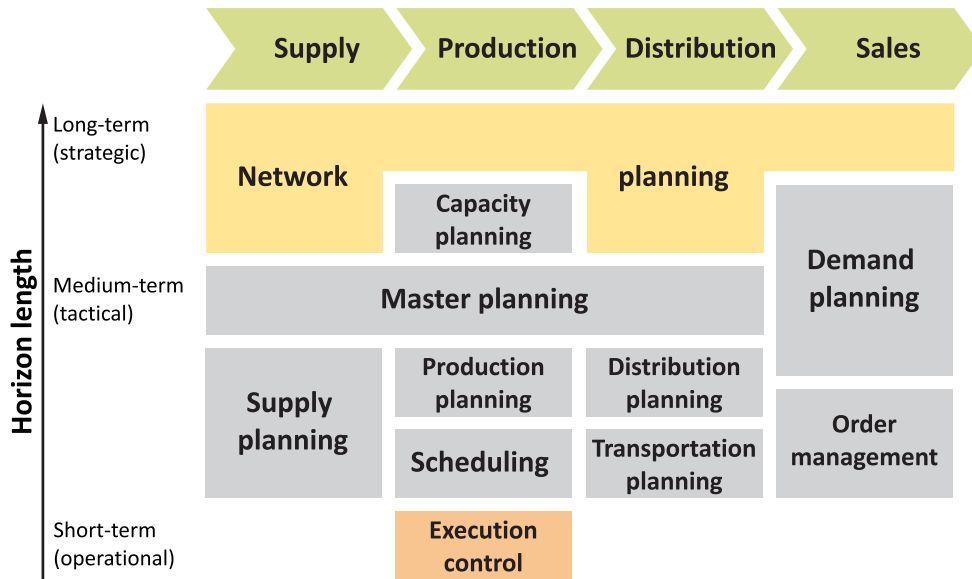 Supply
Production
Distribution
Sales
Horizon length
Long-term
(strategic)
Network
planning
Capacity
planning
Medium-term
(tactical)
Master planning
Demand
planning
Supply
planning
Production
planning
Distribution
planning
Scheduling
Transportation
planning
Order
management
Short-term
(operational)
Execution
control